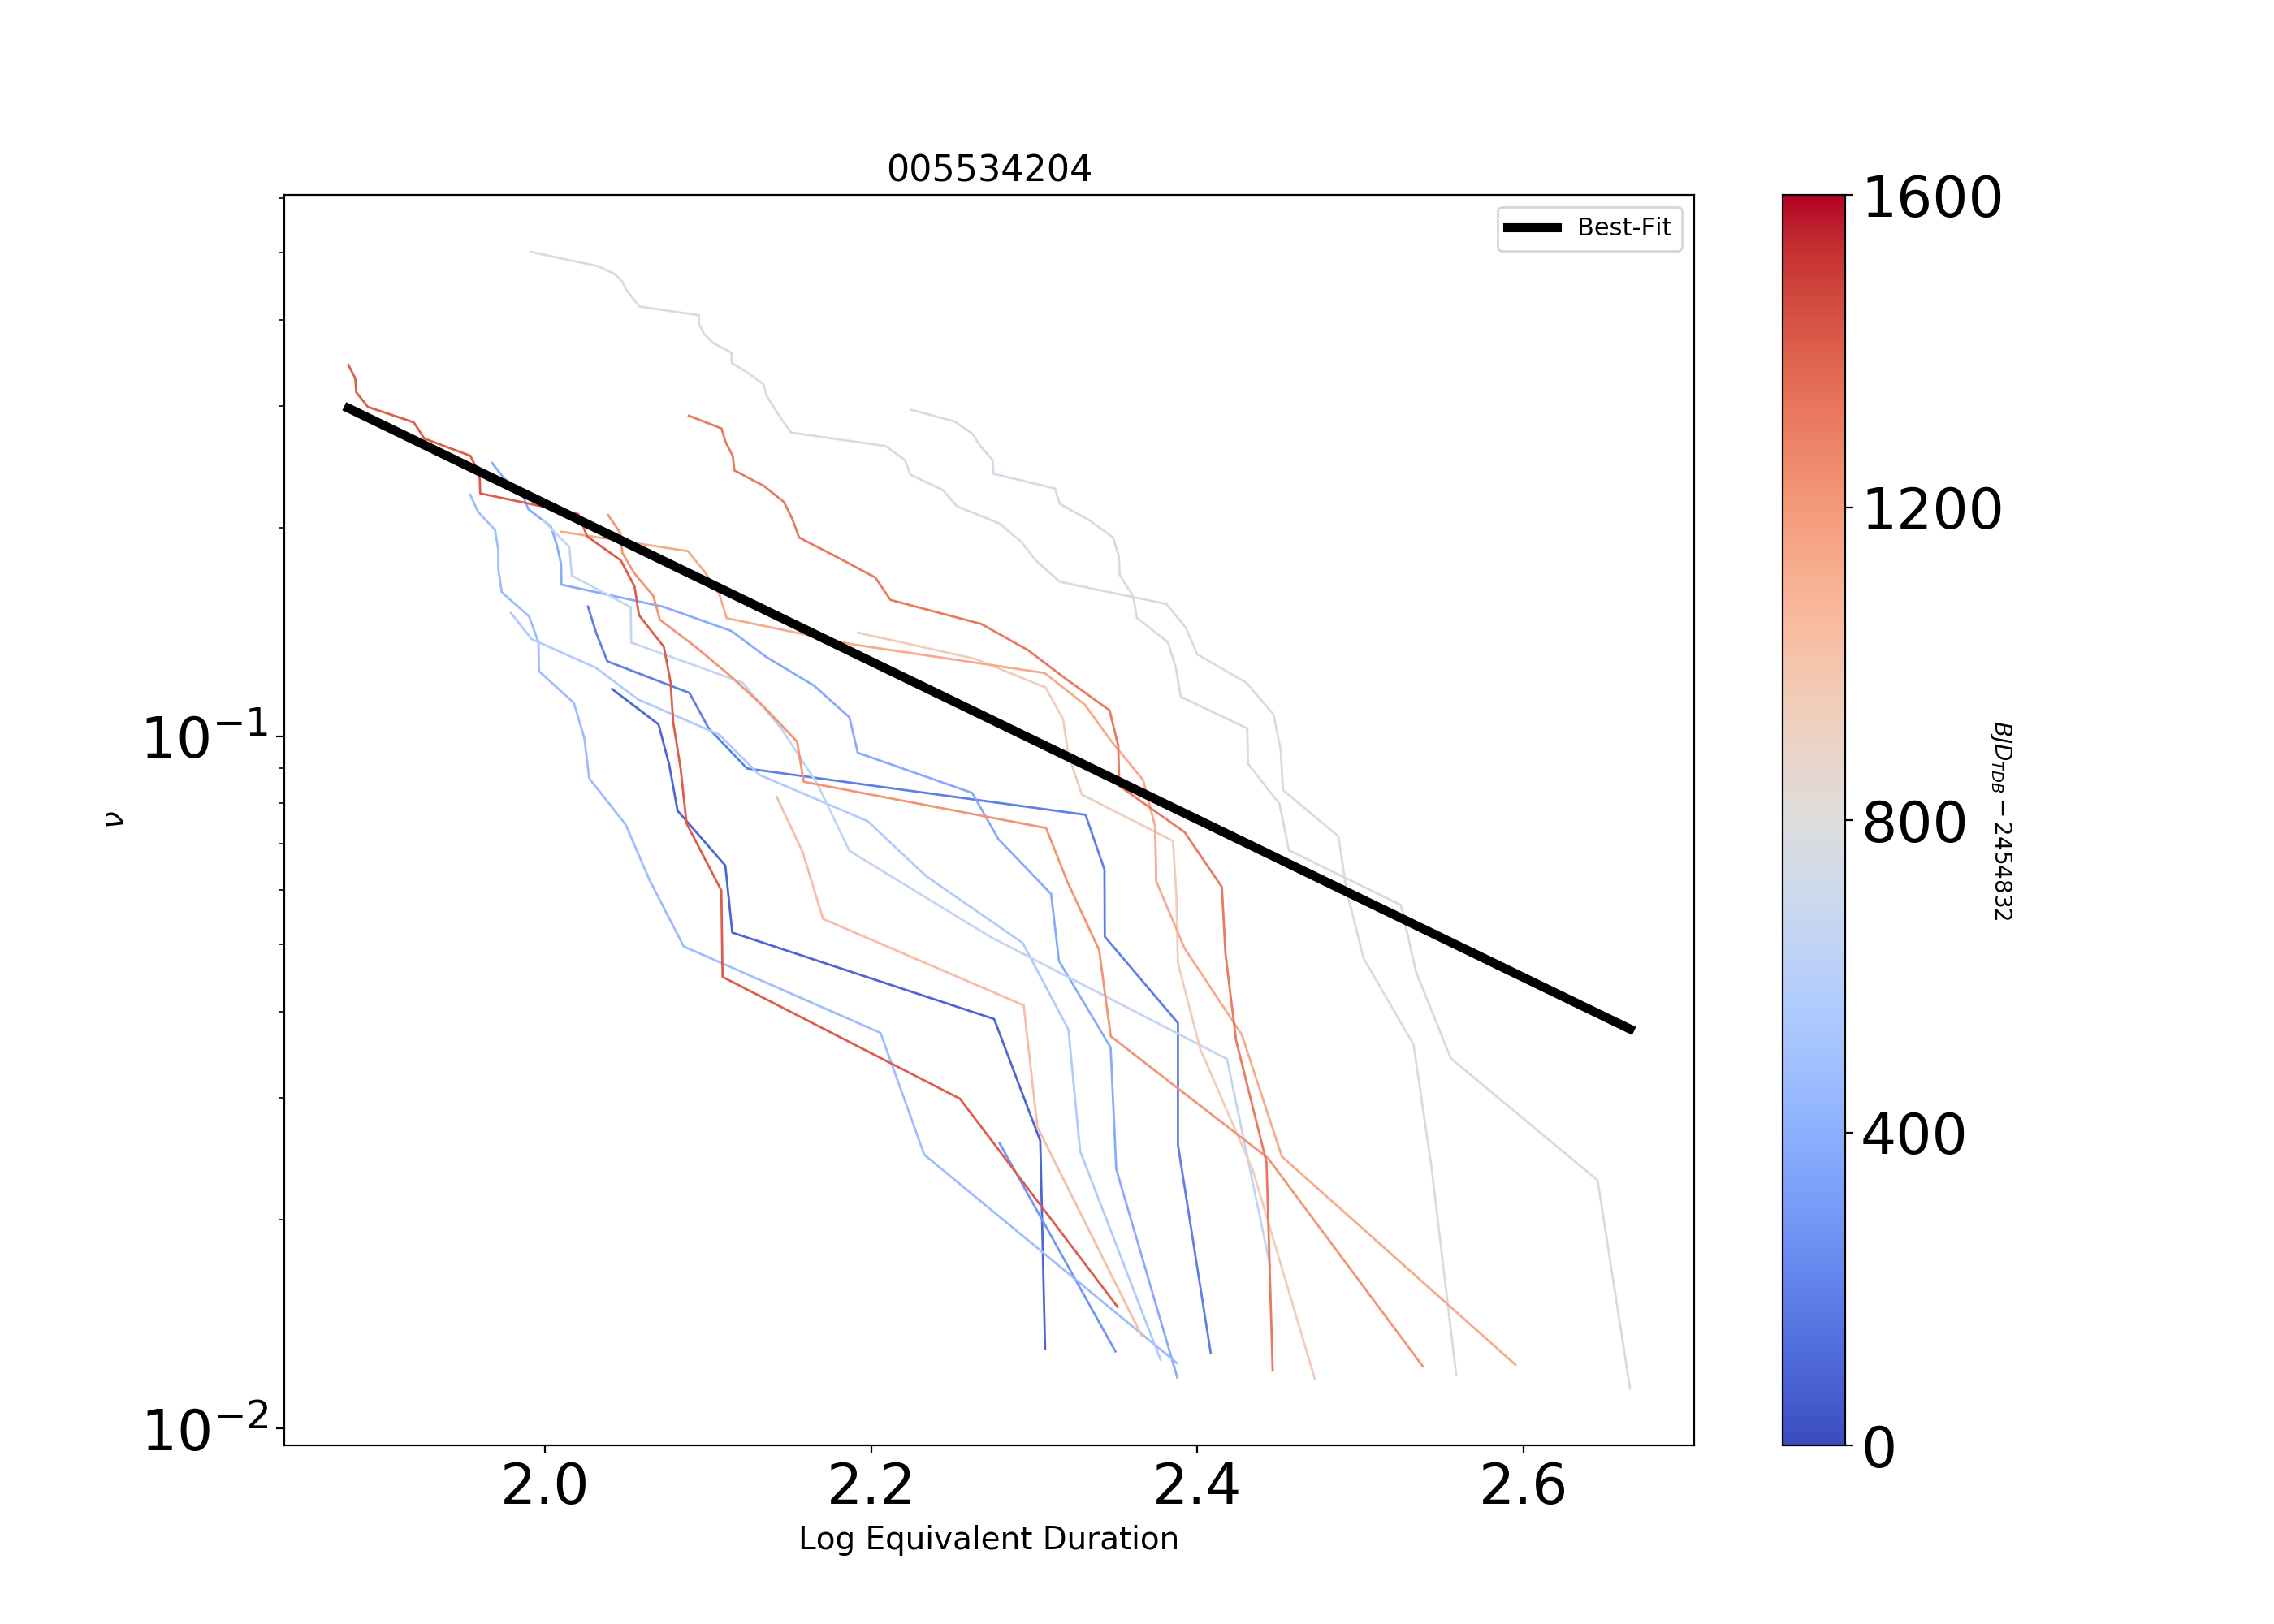 005534204
Best-Fit
10⁻¹
10⁻²
ν
2.0 2.2 2.4 2.6
Log Equivalent Duration
1600
1200
800
400
0
BJD_TDB − 2454832